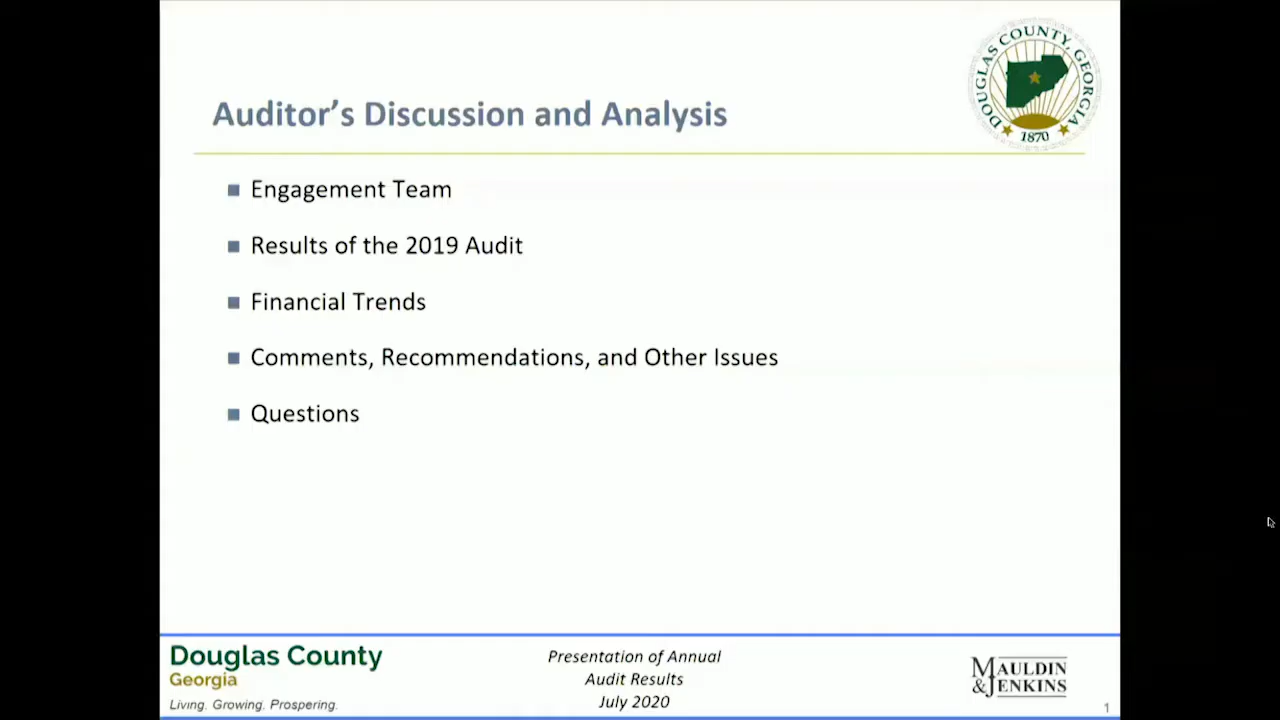 DOUGLAS COUNTY, GEORGIA
1870
Auditor’s Discussion and Analysis
Engagement Team
Results of the 2019 Audit
Financial Trends
Comments, Recommendations, and Other Issues
Questions
Douglas County
Georgia
Living. Growing. Prospering.
Presentation of Annual
Audit Results
July 2020
MAULDIN
& JENKINS
1